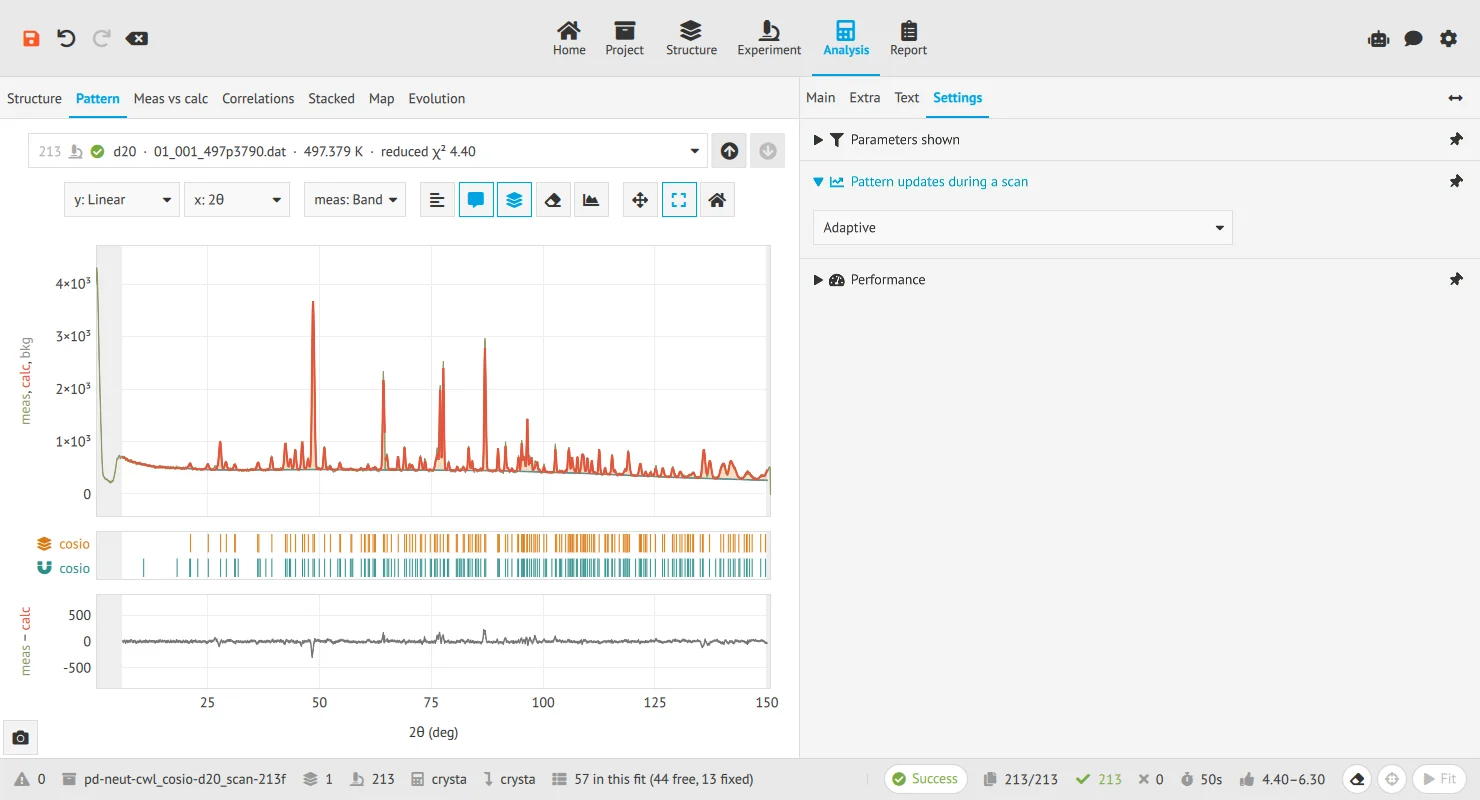 Home Project Structure Experiment Analysis Report
Structure Pattern Meas vs calc Correlations Stacked Map Evolution
Main Extra Text Settings
213 d20 · 01_001_497p3790.dat · 497.379 K · reduced χ² 4.40
Parameters shown
Pattern updates during a scan
y: Linear x: 2θ meas: Band
Adaptive
Performance
4×10³
3×10³
2×10³
1×10³
0
meas, calc, bkg
cosio
cosio
500
0
-500
meas − calc
25 50 75 100 125 150
2θ (deg)
0 pd-neut-cwl_cosio-d20_scan-213f 1 213 crysta crysta 57 in this fit (44 free, 13 fixed) Success 213/213 213 0 50s 4.40–6.30 Fit